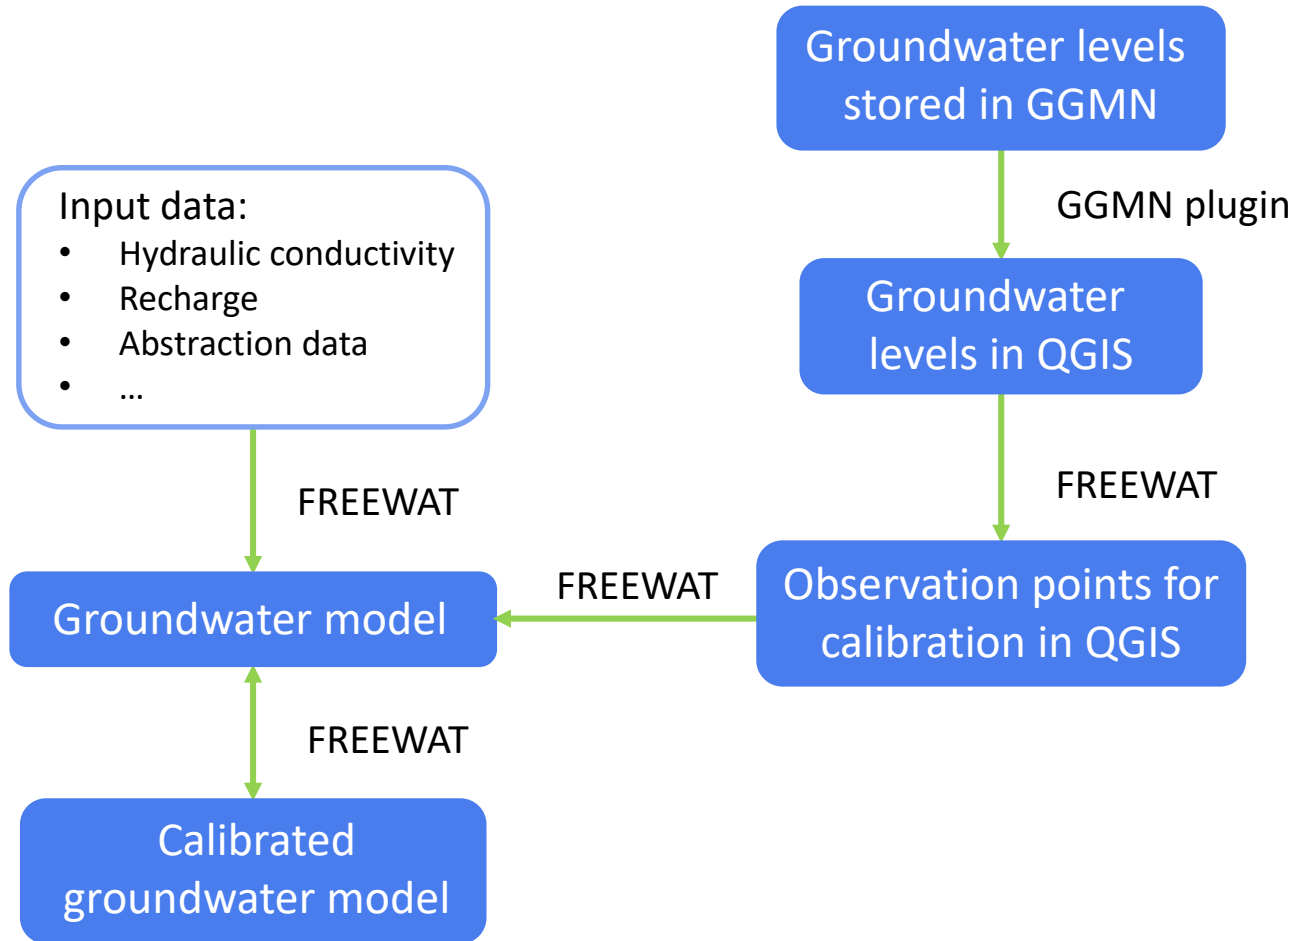 Groundwater levels
stored in GGMN
GGMN plugin
Input data:
• Hydraulic conductivity
• Recharge
• Abstraction data
• ...
Groundwater
levels in QGIS
FREEWAT
FREEWAT
Groundwater model
FREEWAT
Observation points for
calibration in QGIS
FREEWAT
Calibrated
groundwater model